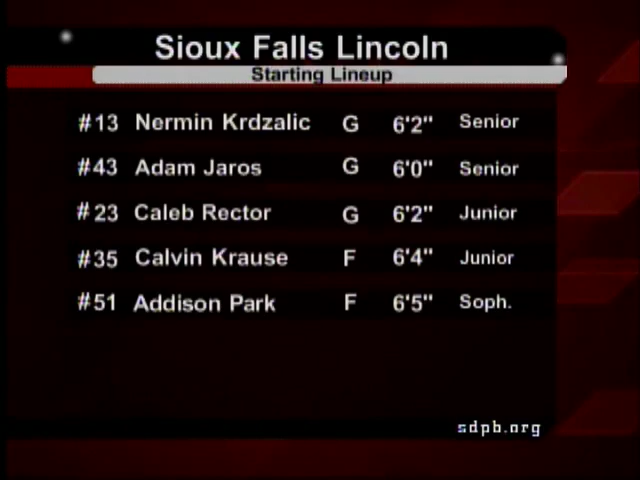 Sioux Falls Lincoln
Starting Lineup
#13 Nermin Krdzalic G 6'2" Senior
#43 Adam Jaros G 6'0" Senior
#23 Caleb Rector G 6'2" Junior
#35 Calvin Krause F 6'4" Junior
#51 Addison Park F 6'5" Soph.
sdpb.org